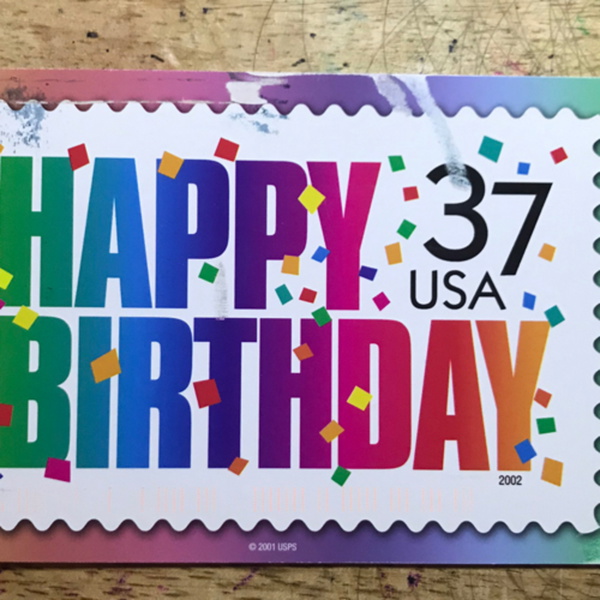 HAPPY
37
USA
BIRTHDAY
2002
© 2001 USPS